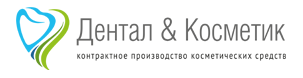 Дентал & Косметик
контрактное производство косметических средств